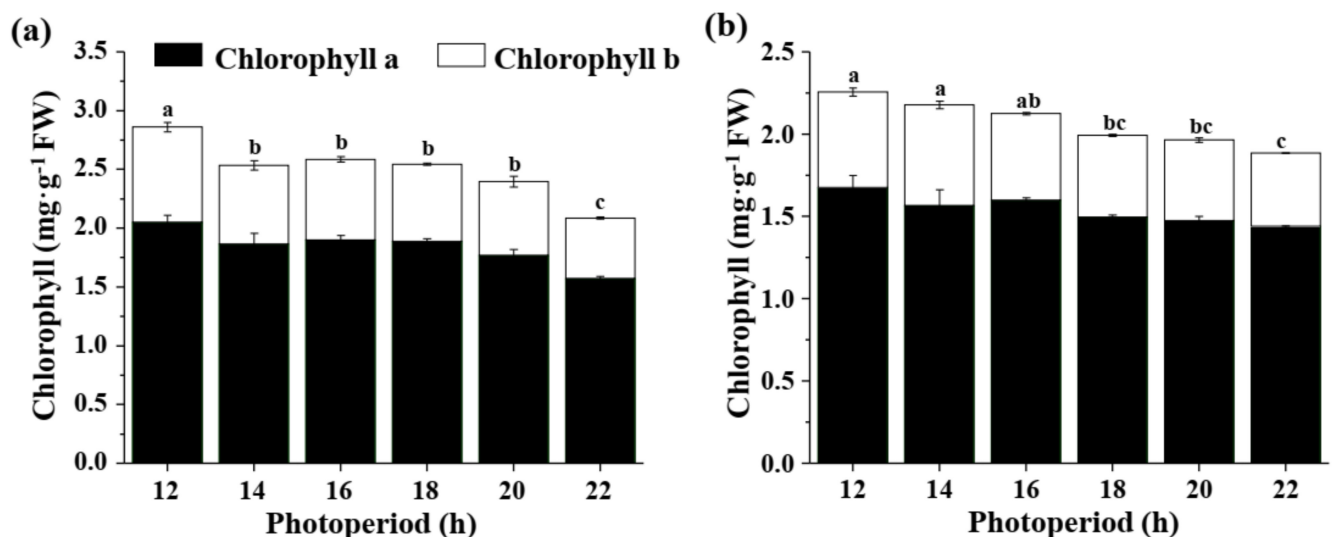 (a)
Chlorophyll a
Chlorophyll b
Chlorophyll (mg·g⁻¹ FW)
3.5
3.0
2.5
2.0
1.5
1.0
0.5
0.0
a
b
b
b
b
c
12 14 16 18 20 22
Photoperiod (h)
(b)
Chlorophyll (mg·g⁻¹ FW)
2.5
2.0
1.5
1.0
0.5
0.0
a
a
ab
bc
bc
c
12 14 16 18 20 22
Photoperiod (h)